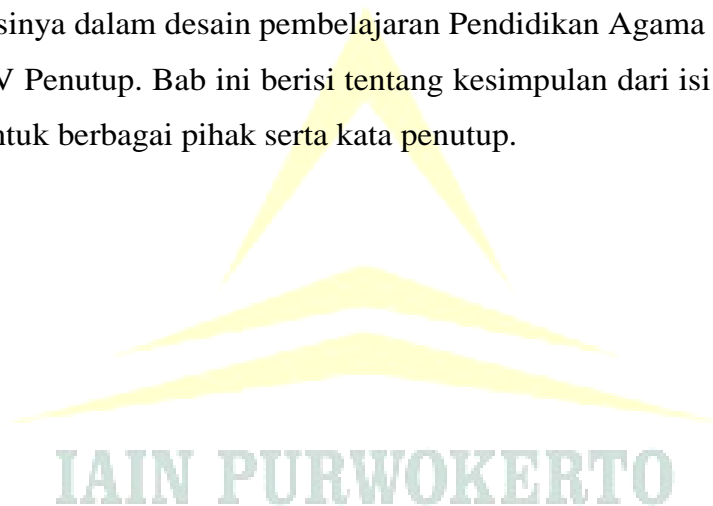 sinya dalam desain pembelajaran Pendidikan Agama
V Penutup. Bab ini berisi tentang kesimpulan dari isi
ntuk berbagai pihak serta kata penutup.
IAIN PURWOKERTO